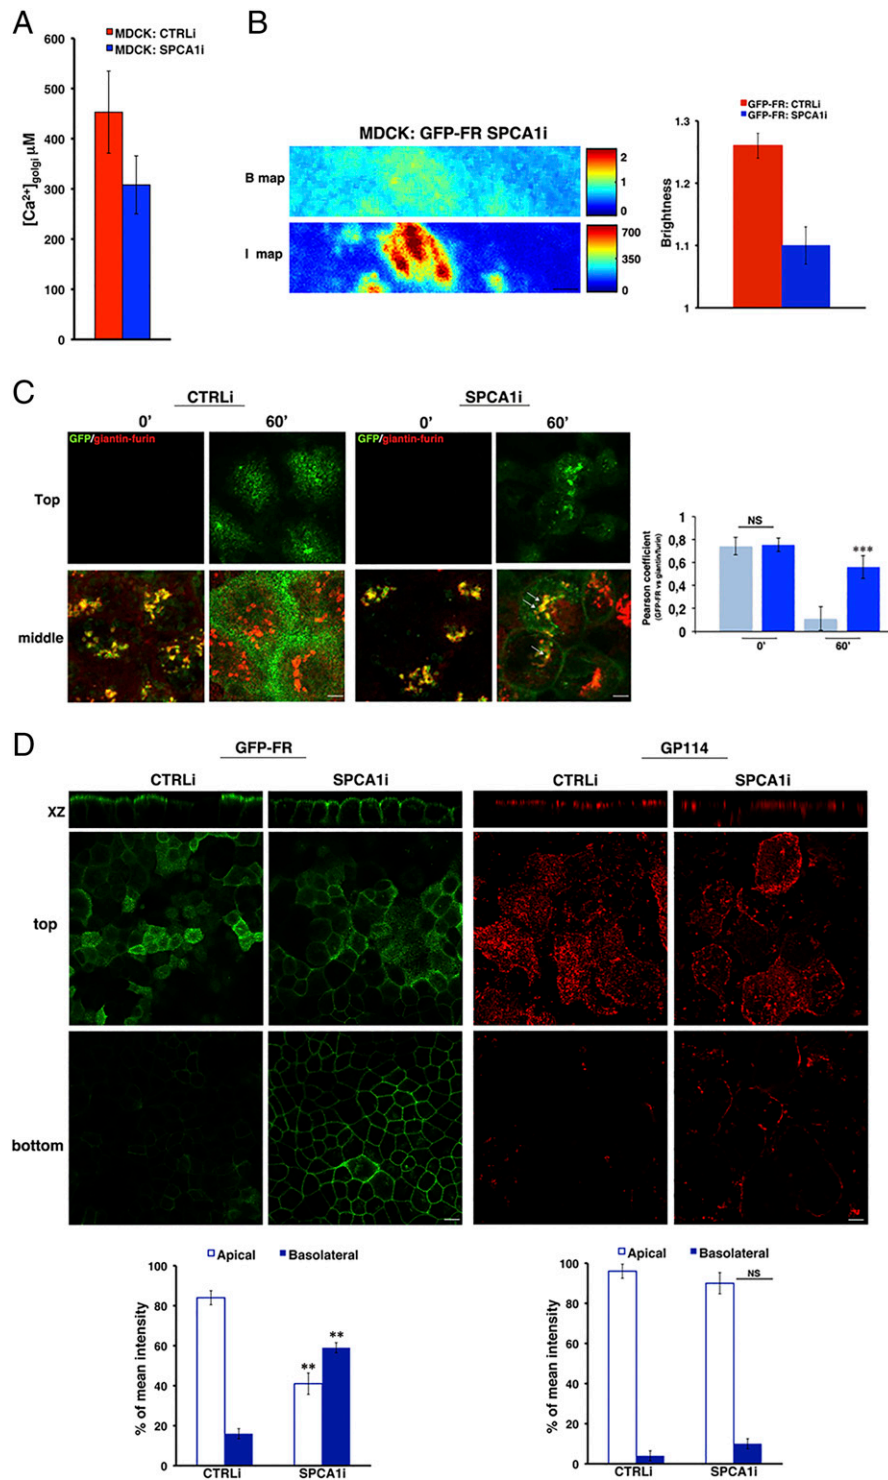 A
MDCK: CTRLi
MDCK: SPCA1i
[Ca²⁺]golgi μM
600
500
400
300
200
100
0
B
MDCK: GFP-FR SPCA1i
B map
2
1
0
I map
700
350
0
GFP-FR: CTRLi
GFP-FR: SPCA1i
Brightness
1.3
1.2
1.1
1
C
CTRLi
SPCA1i
0'
60'
0'
60'
GFP/giantin-furin
GFP/giantin-furin
Top
middle
Pearson coefficient
(GFP-FR vs giantin/furin)
1
0,8
0,6
0,4
0,2
0
NS
***
0'
60'
D
GFP-FR
GP114
CTRLi
SPCA1i
CTRLi
SPCA1i
XZ
top
bottom
Apical
Basolateral
% of mean intensity
100
80
60
40
20
0
**
**
CTRLi
SPCA1i
Apical
Basolateral
% of mean intensity
100
80
60
40
20
0
NS
CTRLi
SPCA1i